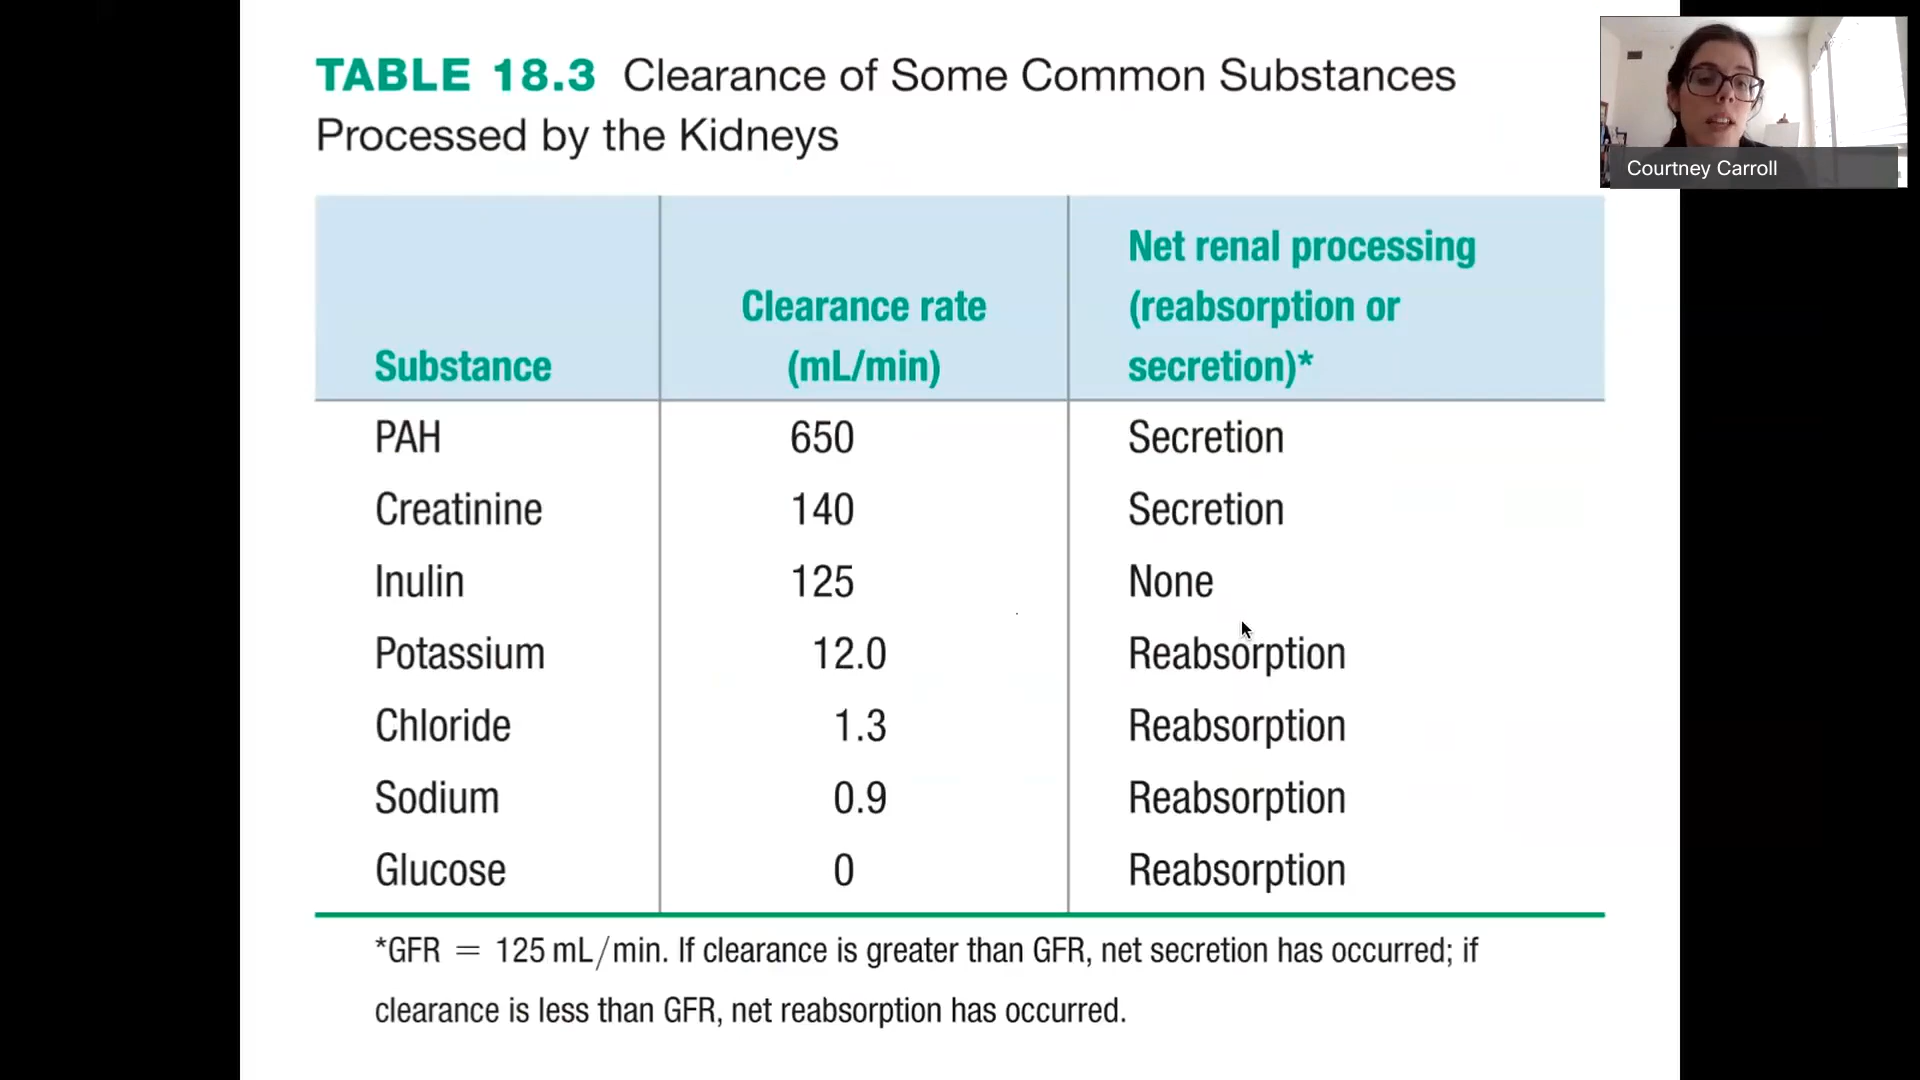 TABLE 18.3 Clearance of Some Common Substances
Processed by the Kidneys
Courtney Carroll
Substance Clearance rate (mL/min) Net renal processing (reabsorption or secretion)*
PAH 650 Secretion
Creatinine 140 Secretion
Inulin 125 None
Potassium 12.0 Reabsorption
Chloride 1.3 Reabsorption
Sodium 0.9 Reabsorption
Glucose 0 Reabsorption
*GFR = 125 mL/min. If clearance is greater than GFR, net secretion has occurred; if
clearance is less than GFR, net reabsorption has occurred.